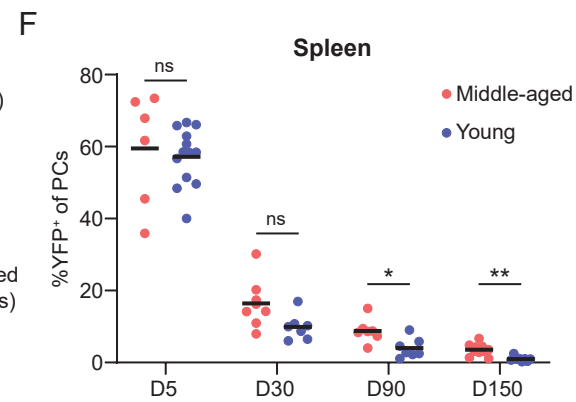 F
Spleen
)
ed
s)
%YFP⁺ of PCs
80
60
40
20
0
ns
ns
*
**
Middle-aged
Young
D5
D30
D90
D150